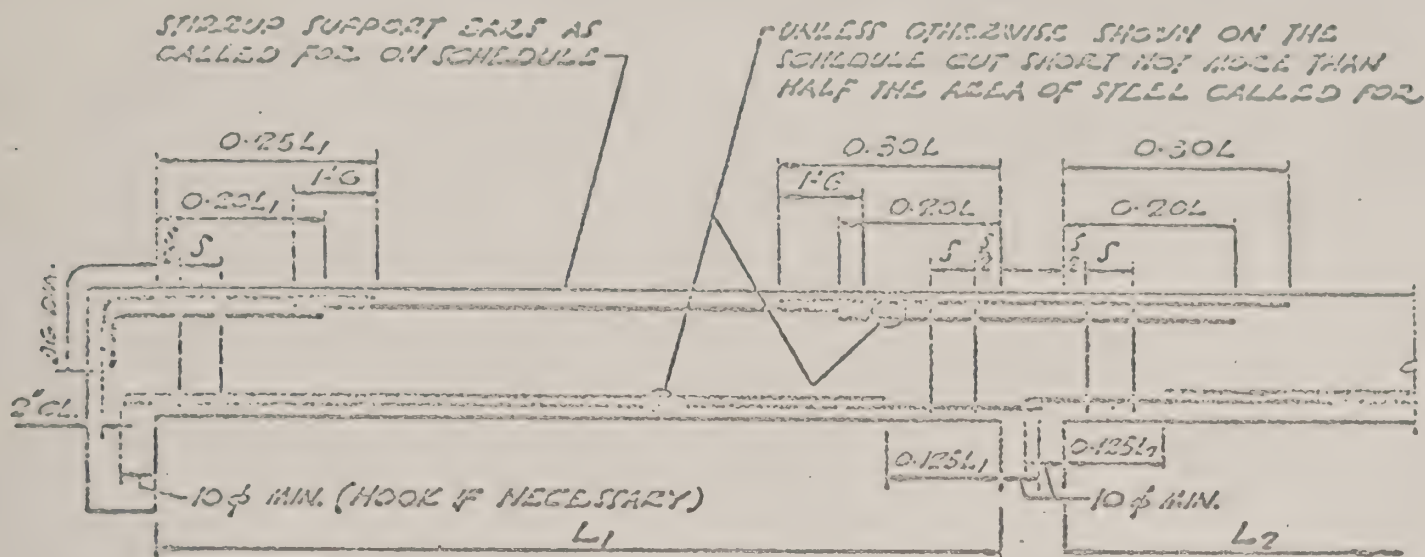 STIRRUP SUPPORT BARS AS
CALLED FOR ON SCHEDULE
UNLESS OTHERWISE SHOWN ON THE
SCHEDULE CUT SHORT NOT MORE THAN
HALF THE AREA OF STEEL CALLED FOR
0.25L₁
0.30L
0.30L
1-6
1-6
0.20L₁
0.20L
0.20L
S
S
S
2"CL.
0.125L₁
0.125L₂
10 ϕ MIN. (HOOK IF NECESSARY)
10 ϕ MIN.
L₁
L₂